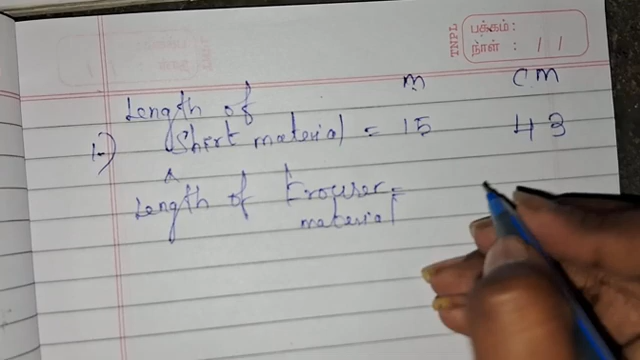 TNPL
பக்கம்:
நாள் : / /
m CM
Length of
1-) Shirt material = 15 43
Length of trouser =
material